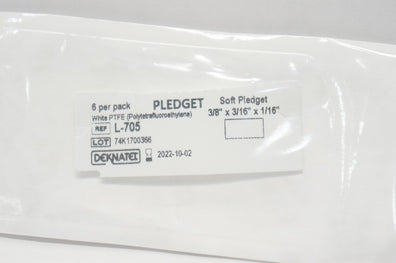 6 per pack PLEDGET Soft Pledget
White PTFE (Polytetrafluoroethylene) 3/8" x 3/16" x 1/16"
REF L-705
LOT 74K1700366
DEKNATEL 2022-10-02